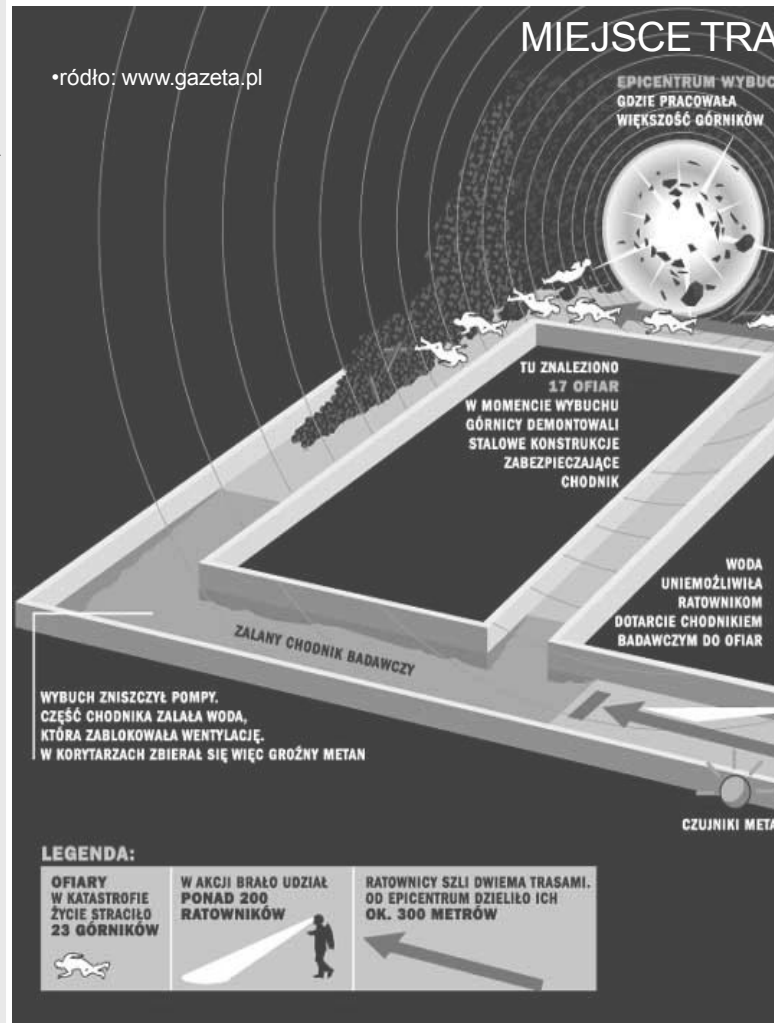 MIEJSCE TRA
•ródło: www.gazeta.pl
EPICENTRUM WYBUC
GDZIE PRACOWAŁA
WIĘKSZOŚĆ GÓRNIKÓW
TU ZNALEZIONO
17 OFIAR
W MOMENCIE WYBUCHU
GÓRNICY DEMONTOWALI
STALOWE KONSTRUKCJE
ZABEZPIECZAJĄCE
CHODNIK
WODA
UNIEMOŻLIWIŁA
RATOWNIKOM
DOTARCIE CHODNIKIEM
BADAWCZYM DO OFIAR
ZALANY CHODNIK BADAWCZY
WYBUCH ZNISZCZYŁ POMPY.
CZĘŚĆ CHODNIKA ZALAŁA WODA,
KTÓRA ZABLOKOWAŁA WENTYLACJĘ.
W KORYTARZACH ZBIERAŁ SIĘ WIĘC GROŹNY METAN
CZUJNIKI META
LEGENDA:
OFIARY
W KATASTROFIE
ŻYCIE STRACIŁO
23 GÓRNIKÓW
W AKCJI BRAŁO UDZIAŁ
PONAD 200
RATOWNIKÓW
RATOWNICY SZLI DWIEMA TRASAMI.
OD EPICENTRUM DZIELIŁO ICH
OK. 300 METRÓW